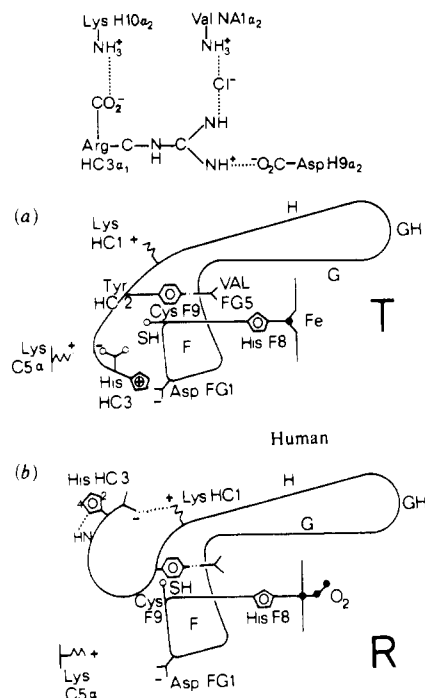 Lys H10α₂ Val NA1α₂
NH₃⁺ NH₃⁺
Cl⁻
CO₂⁻
NH
Arg–C–N–C
H
HC3α₁ NH⁺ ⁻O₂C–Asp H9α₂
(a)
Lys
HC1 +
H
GH
G
Tyr
HC2
VAL
FG5
Cys F9
T
SH
Fe
Lys
C5α
+
−
F
His F8
His
HC3
⊕
− Asp FG1
Human
(b)
His HC3
4 2
+ Lys HC1
−
HN
H
GH
G
SH
Cys
F9
F
His F8
O₂
+
Lys
C5α
− Asp FG1
R